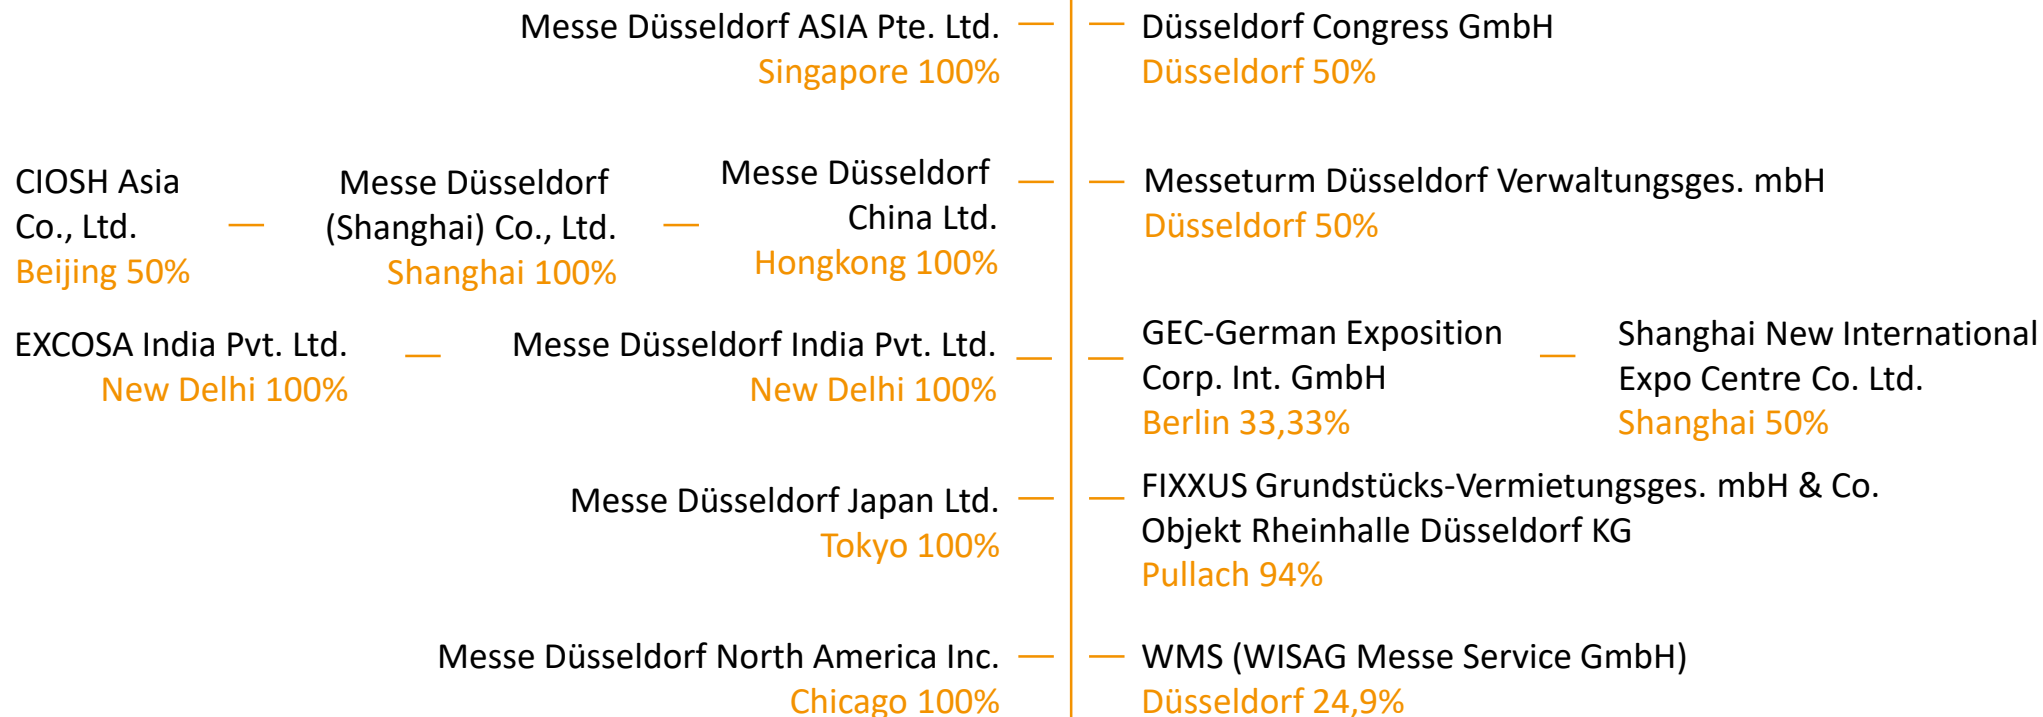 Messe Düsseldorf ASIA Pte. Ltd.
Singapore 100%
Düsseldorf Congress GmbH
Düsseldorf 50%
CIOSH Asia
Co., Ltd.
Beijing 50%
Messe Düsseldorf
(Shanghai) Co., Ltd.
Shanghai 100%
Messe Düsseldorf
China Ltd.
Hongkong 100%
Messeturm Düsseldorf Verwaltungsges. mbH
Düsseldorf 50%
EXCOSA India Pvt. Ltd.
New Delhi 100%
Messe Düsseldorf India Pvt. Ltd.
New Delhi 100%
GEC-German Exposition
Corp. Int. GmbH
Berlin 33,33%
Shanghai New International
Expo Centre Co. Ltd.
Shanghai 50%
Messe Düsseldorf Japan Ltd.
Tokyo 100%
FIXXUS Grundstücks-Vermietungsges. mbH & Co.
Objekt Rheinhalle Düsseldorf KG
Pullach 94%
Messe Düsseldorf North America Inc.
Chicago 100%
WMS (WISAG Messe Service GmbH)
Düsseldorf 24,9%